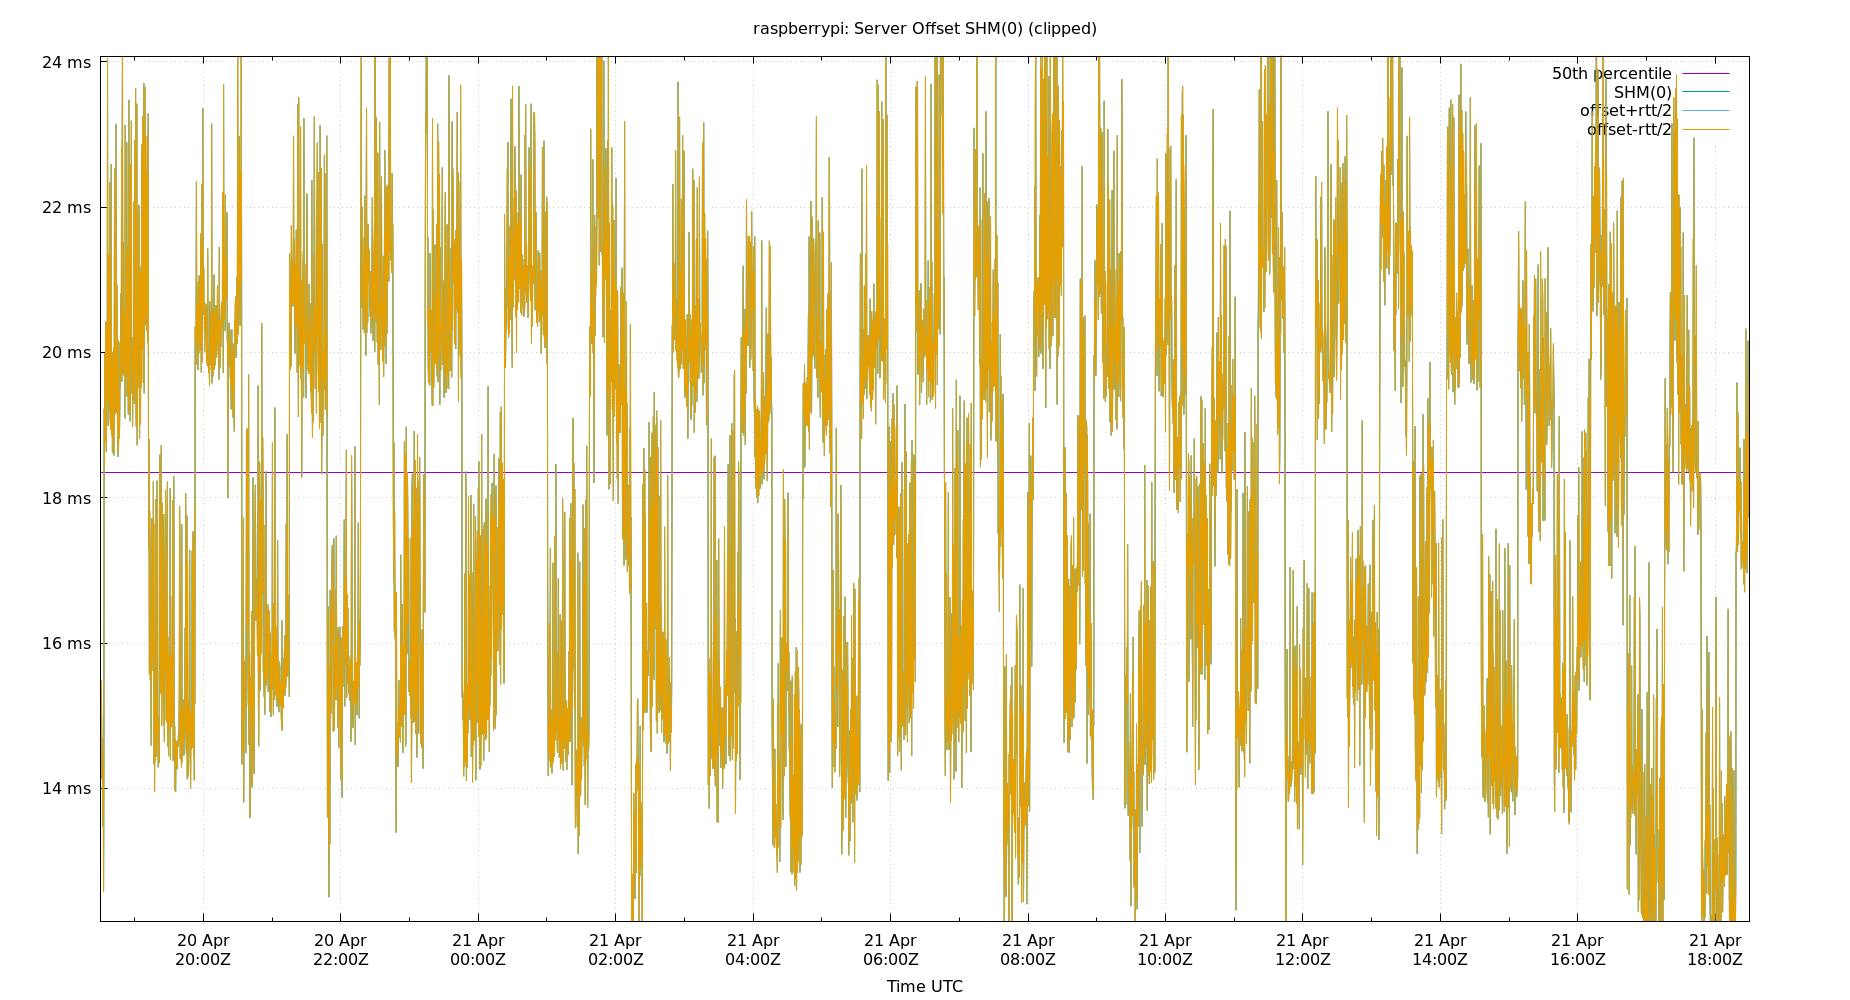 raspberrypi: Server Offset SHM(0) (clipped)
24 ms
22 ms
20 ms
18 ms
16 ms
14 ms
50th percentile
SHM(0)
offset+rtt/2
offset-rtt/2
20 Apr 20 Apr 21 Apr 21 Apr 21 Apr 21 Apr 21 Apr 21 Apr 21 Apr 21 Apr 21 Apr 21 Apr
20:00Z 22:00Z 00:00Z 02:00Z 04:00Z 06:00Z 08:00Z 10:00Z 12:00Z 14:00Z 16:00Z 18:00Z
Time UTC